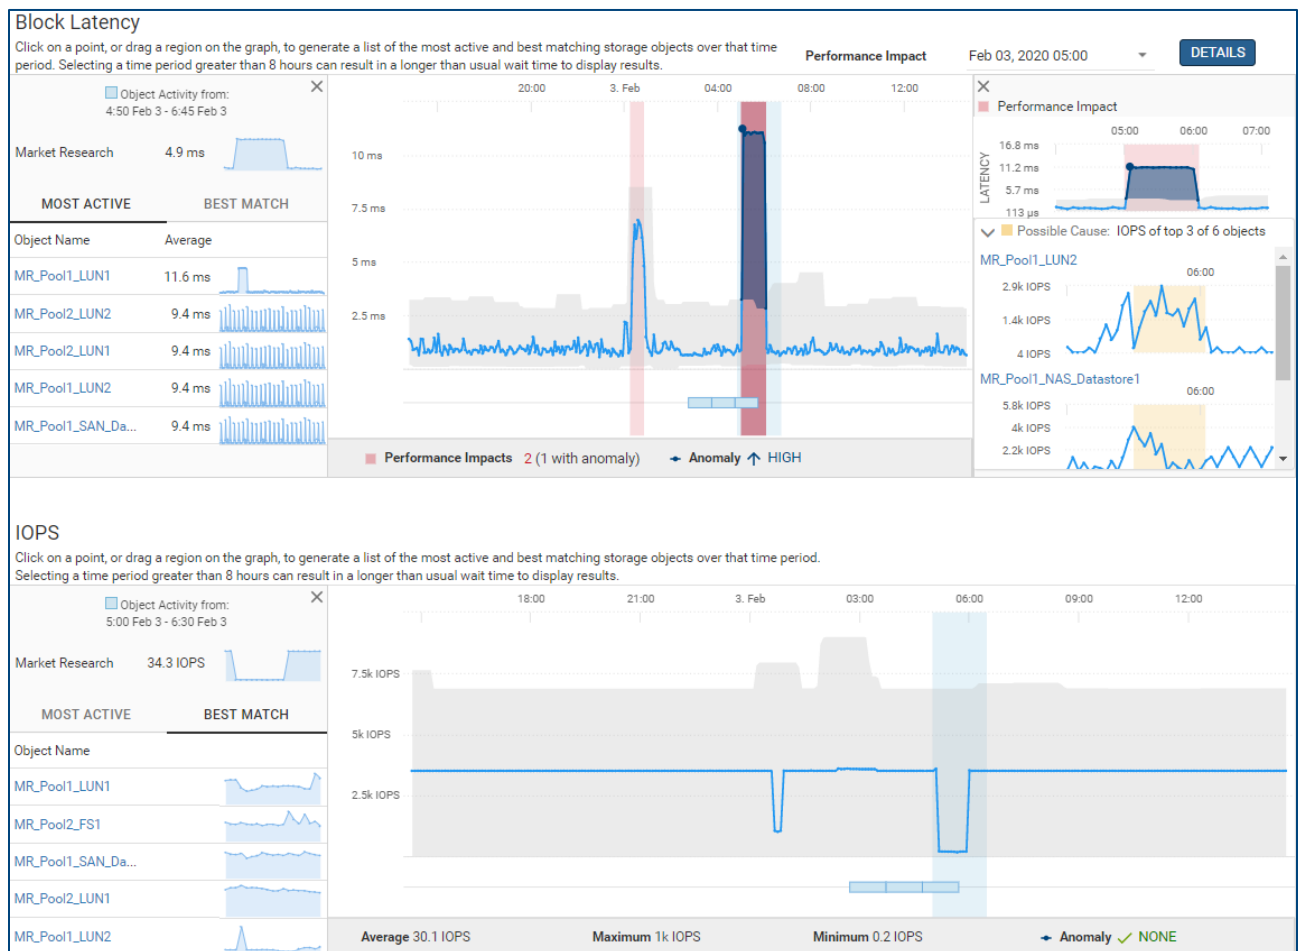 Block Latency
Click on a point, or drag a region on the graph, to generate a list of the most active and best matching storage objects over that time
period. Selecting a time period greater than 8 hours can result in a longer than usual wait time to display results.
Performance Impact
Feb 03, 2020 05:00
DETAILS
Object Activity from:
4:50 Feb 3 - 6:45 Feb 3
Market Research 4.9 ms
MOST ACTIVE BEST MATCH
Object Name Average
MR_Pool1_LUN1 11.6 ms
MR_Pool2_LUN2 9.4 ms
MR_Pool2_LUN1 9.4 ms
MR_Pool1_LUN2 9.4 ms
MR_Pool1_SAN_Da... 9.4 ms
20:00 3. Feb 04:00 08:00 12:00
10 ms
7.5 ms
5 ms
2.5 ms
Performance Impacts 2 (1 with anomaly) Anomaly HIGH
Performance Impact
05:00 06:00 07:00
LATENCY
16.8 ms
11.2 ms
5.7 ms
113 µs
Possible Cause: IOPS of top 3 of 6 objects
MR_Pool1_LUN2
06:00
2.9k IOPS
1.4k IOPS
4 IOPS
MR_Pool1_NAS_Datastore1
06:00
5.8k IOPS
4k IOPS
2.2k IOPS
IOPS
Click on a point, or drag a region on the graph, to generate a list of the most active and best matching storage objects over that time period.
Selecting a time period greater than 8 hours can result in a longer than usual wait time to display results.
Object Activity from:
5:00 Feb 3 - 6:30 Feb 3
Market Research 34.3 IOPS
MOST ACTIVE BEST MATCH
Object Name
MR_Pool1_LUN1
MR_Pool2_FS1
MR_Pool1_SAN_Da...
MR_Pool2_LUN1
MR_Pool1_LUN2
18:00 21:00 3. Feb 03:00 06:00 09:00 12:00
7.5k IOPS
5k IOPS
2.5k IOPS
Average 30.1 IOPS Maximum 1k IOPS Minimum 0.2 IOPS Anomaly NONE